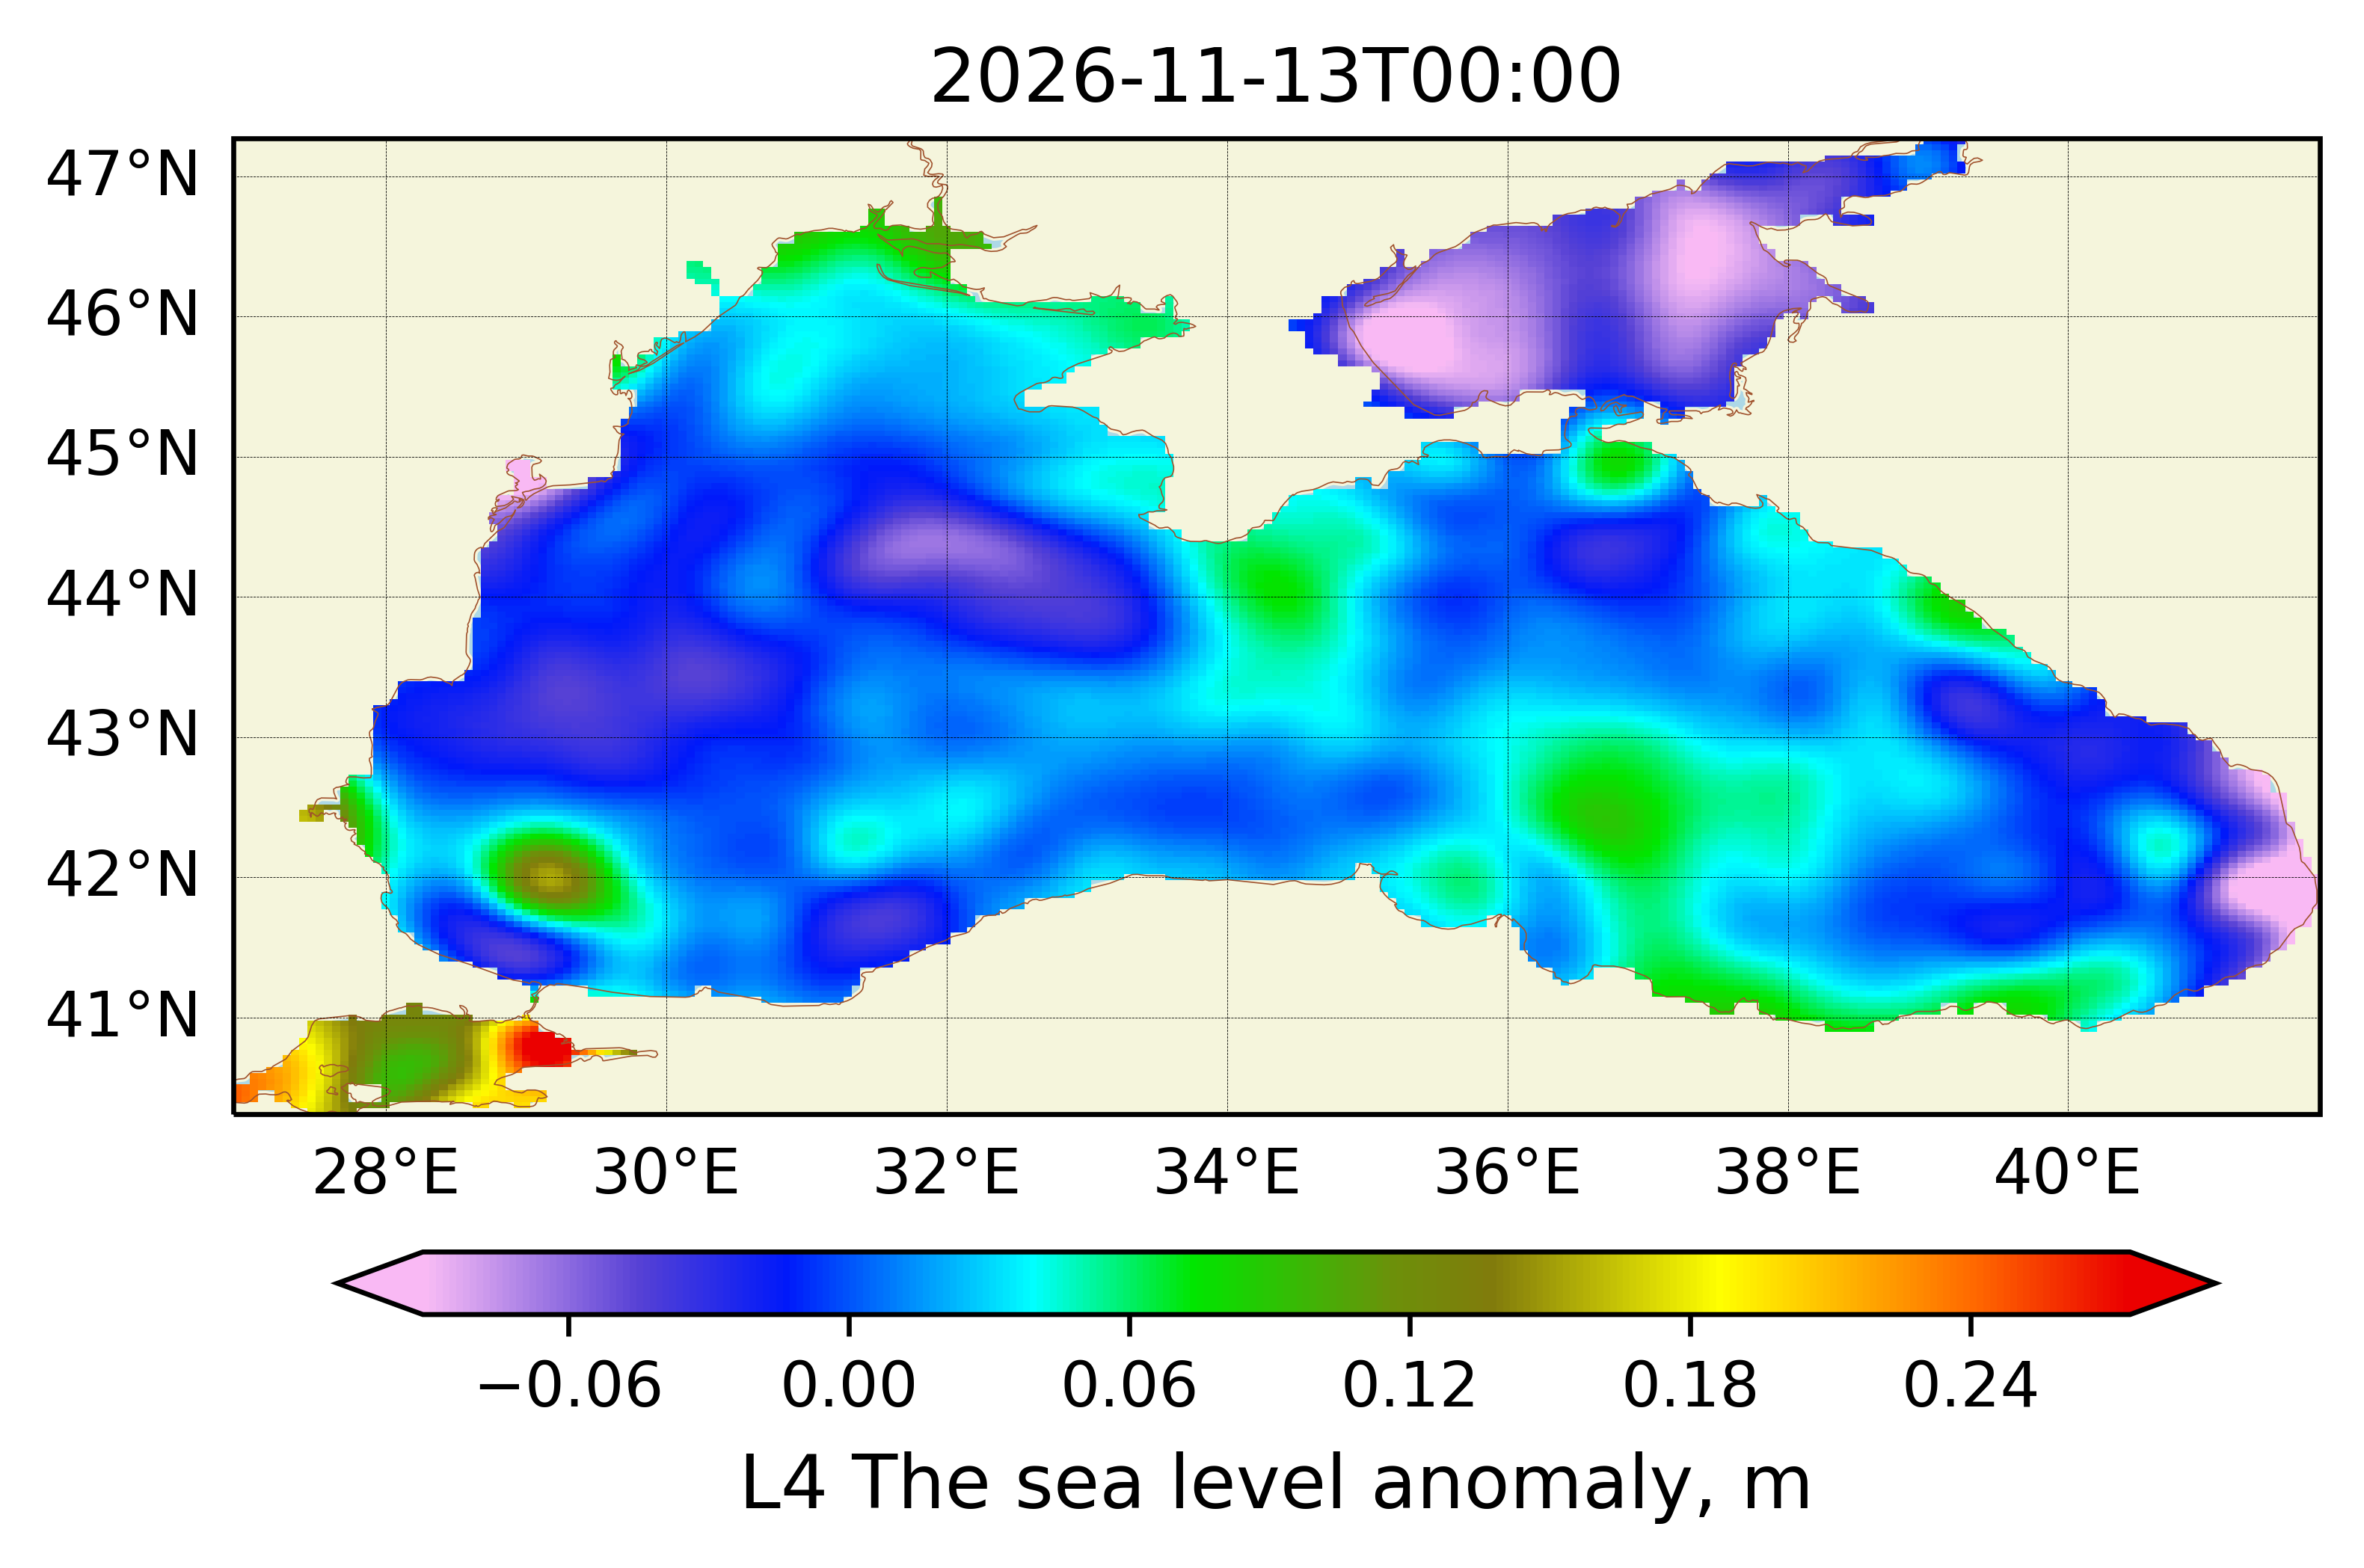 2026-11-13T00:00
47°N
46°N
45°N
44°N
43°N
42°N
41°N
28°E 30°E 32°E 34°E 36°E 38°E 40°E
−0.06 0.00 0.06 0.12 0.18 0.24
L4 The sea level anomaly, m